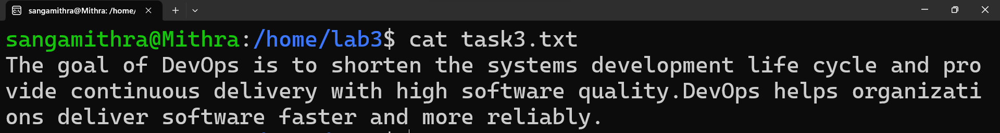 sangamithra@Mithra: /home/
sangamithra@Mithra:/home/lab3$ cat task3.txt
The goal of DevOps is to shorten the systems development life cycle and pro
vide continuous delivery with high software quality.DevOps helps organizati
ons deliver software faster and more reliably.